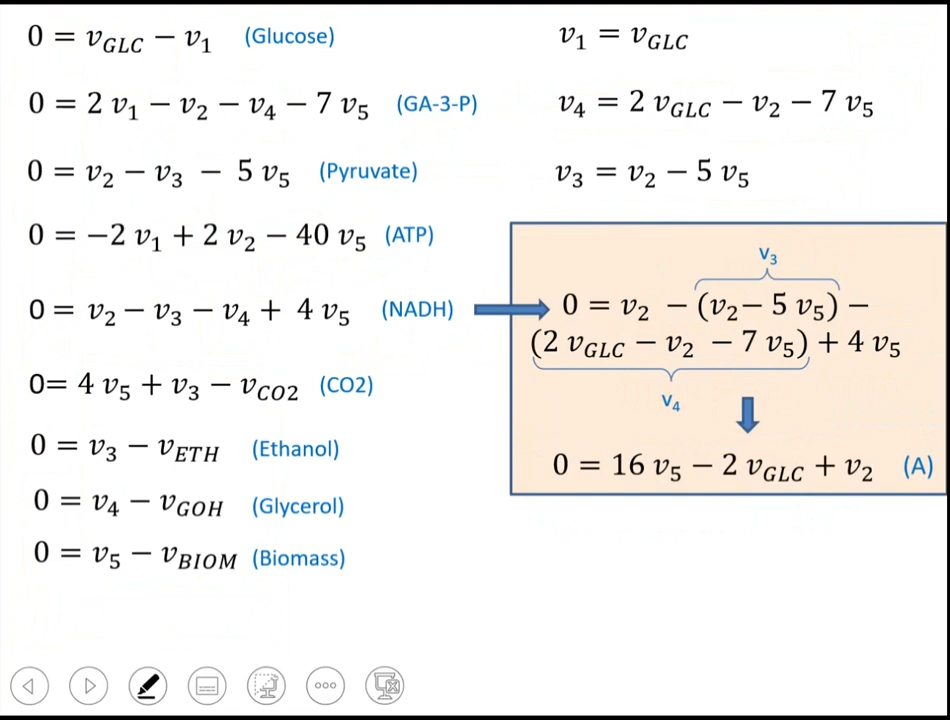 0 = v_GLC − v_1 (Glucose)
0 = 2 v_1 − v_2 − v_4 − 7 v_5 (GA-3-P)
0 = v_2 − v_3 − 5 v_5 (Pyruvate)
0 = −2 v_1 + 2 v_2 − 40 v_5 (ATP)
0 = v_2 − v_3 − v_4 + 4 v_5 (NADH)
0= 4 v_5 + v_3 − v_CO2 (CO2)
0 = v_3 − v_ETH (Ethanol)
0 = v_4 − v_GOH (Glycerol)
0 = v_5 − v_BIOM (Biomass)
v_1 = v_GLC
v_4 = 2 v_GLC − v_2 − 7 v_5
v_3 = v_2 − 5 v_5
v_3
0 = v_2 − (v_2 − 5 v_5) −
(2 v_GLC − v_2 − 7 v_5) + 4 v_5
v_4
0 = 16 v_5 − 2 v_GLC + v_2 (A)